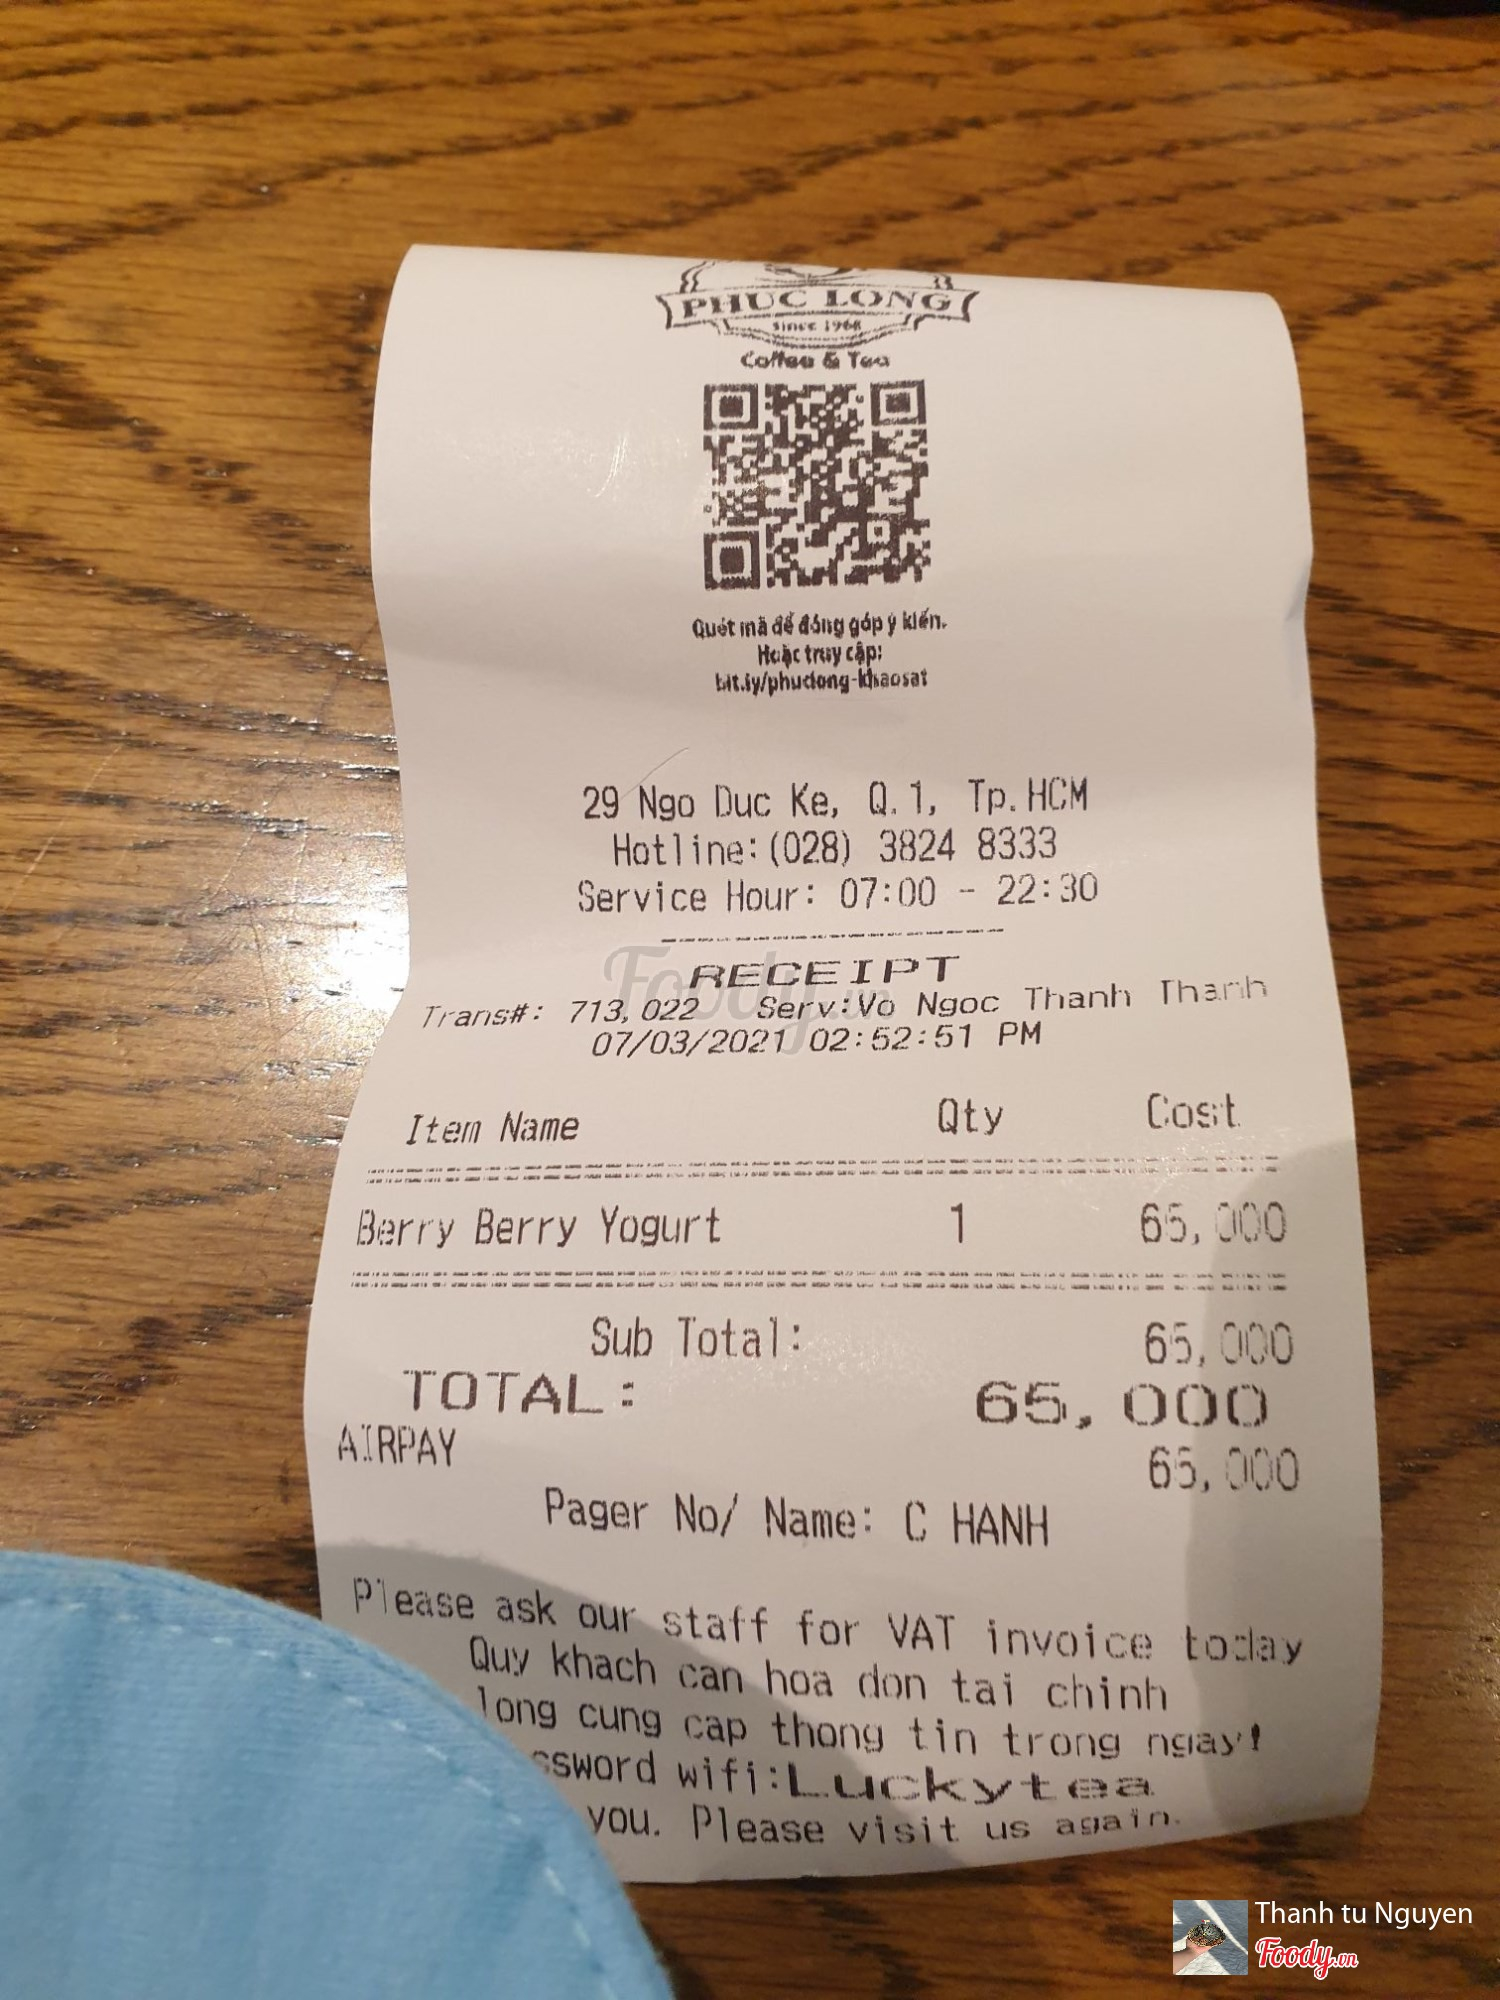 PHUC LONG
since 1968
Coffee & Tea
Quét mã để đóng góp ý kiến.
Hoặc truy cập:
bit.ly/phuclong-khaosat
29 Ngo Duc Ke, Q.1, Tp.HCM
Hotline:(028) 3824 8333
Service Hour: 07:00 - 22:30
RECEIPT
Trans#: 713,022 Serv:Vo Ngoc Thanh Thanh
07/03/2021 02:52:51 PM
Item Name Qty Cost
Berry Berry Yogurt 1 65,000
Sub Total: 65,000
TOTAL: 65,000
AIRPAY 65,000
Pager No/ Name: C HANH
Please ask our staff for VAT invoice today
Quy khach can hoa don tai chinh
long cung cap thong tin trong ngay!
ssword wifi:Luckytea
you. Please visit us again.
Foody.vn
Thanh tu Nguyen
Foody.vn